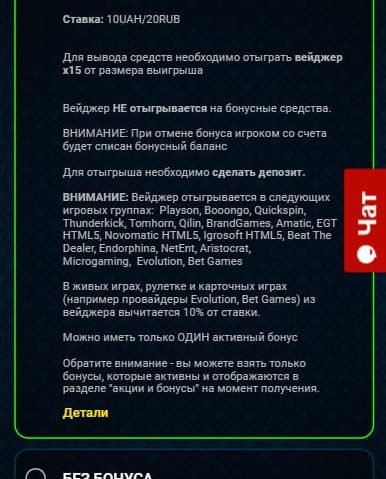 Ставка: 10UAH/20RUB
Для вывода средств необходимо отыграть вейджер
x15 от размера выигрыша
Вейджер НЕ отыгрывается на бонусные средства.
ВНИМАНИЕ: При отмене бонуса игроком со счета
будет списан бонусный баланс
Для отыгрыша необходимо сделать депозит.
ВНИМАНИЕ: Вейджер отыгрывается в следующих
игровых группах: Playson, Booongo, Quickspin,
Thunderkick, Tomhorn, Qilin, BrandGames, Amatic, EGT
HTML5, Novomatic HTML5, Igrosoft HTML5, Beat The
Dealer, Endorphina, NetEnt, Aristocrat,
Microgaming, Evolution, Bet Games
В живых играх, рулетке и карточных играх
(например провайдеры Evolution, Bet Games) из
вейджера вычитается 10% от ставки.
Можно иметь только ОДИН активный бонус
Обратите внимание - вы можете взять только
бонусы, которые активны и отображаются в
разделе "акции и бонусы" на момент получения.
Детали
Чат
БЕЗ БОНУСА